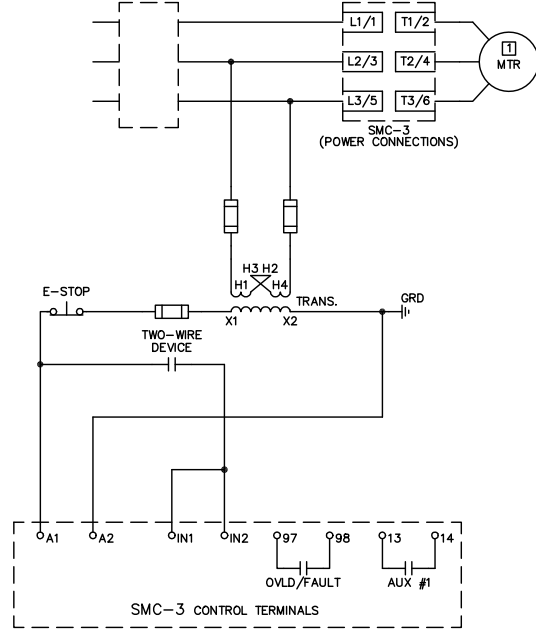 L1/1 T1/2
1
MTR
L2/3 T2/4
L3/5 T3/6
SMC-3
(POWER CONNECTIONS)
H3 H2
H1 H4
E-STOP
TRANS.
GRD
X1 X2
TWO-WIRE
DEVICE
A1 A2 IN1 IN2 97 98 13 14
OVLD/FAULT AUX #1
SMC-3 CONTROL TERMINALS